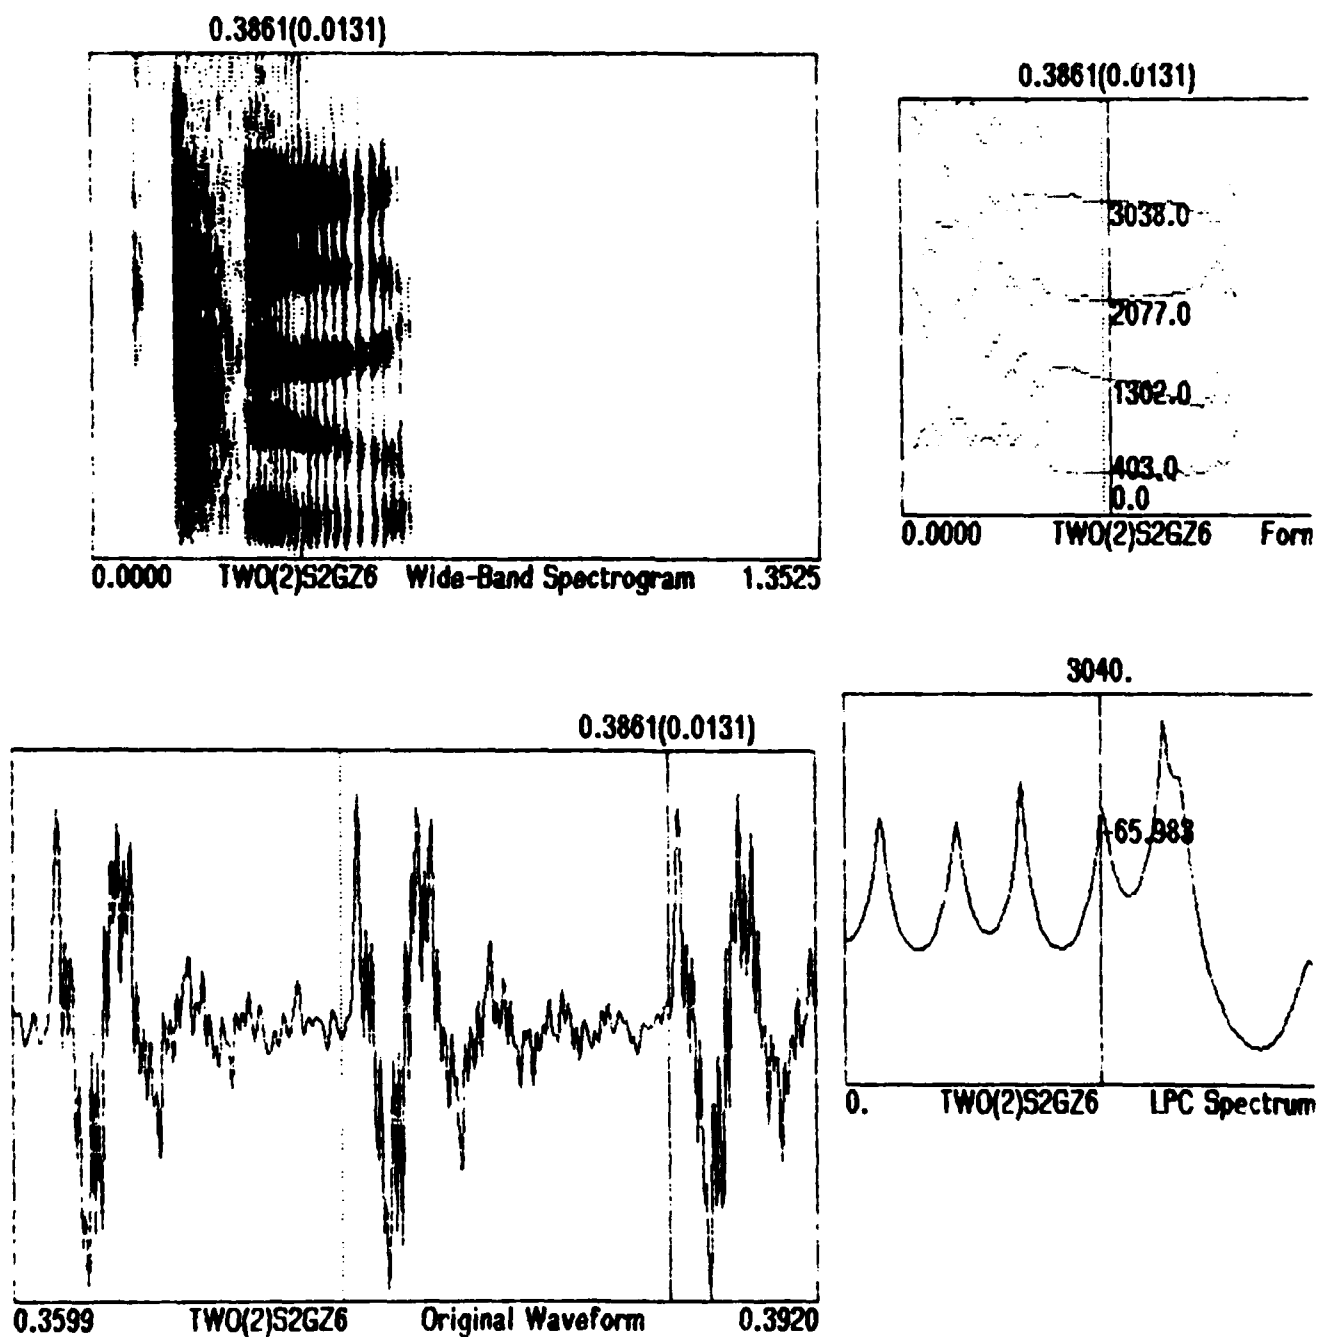 0.3861(0.0131)
0.0000 TWO(2)S2GZ6 Wide-Band Spectrogram 1.3525
0.3861(0.0131)
3038.0
2077.0
1302.0
403.0
0.0
0.0000 TWO(2)S2GZ6 Form
0.3861(0.0131)
0.3599 TWO(2)S2GZ6 Original Waveform 0.3920
3040.
65.983
0. TWO(2)S2GZ6 LPC Spectrum